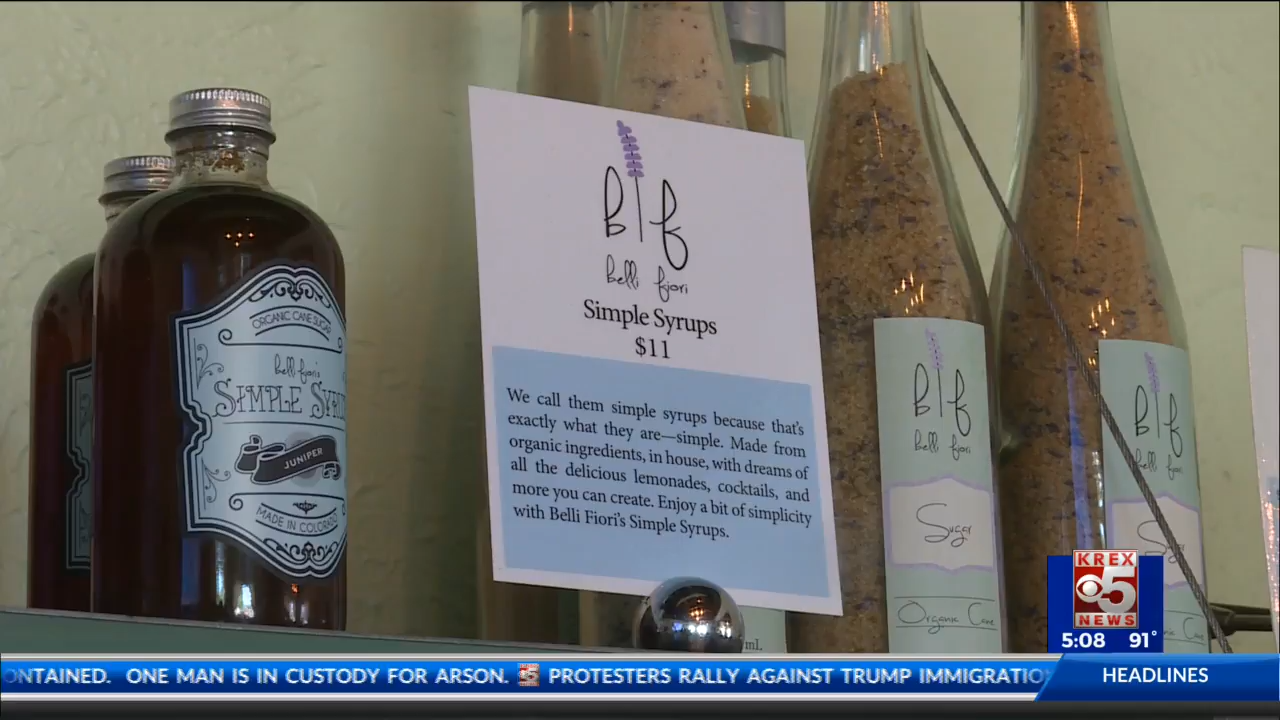 ORGANIC CANE SUGAR
belli fiori's
SIMPLE
JUNIPER
MADE IN COLORADO
b f
belli fiori
Simple Syrups
$11
We call them simple syrups because that's
exactly what they are—simple. Made from
organic ingredients, in house, with dreams of
all the delicious lemonades, cocktails, and
more you can create. Enjoy a bit of simplicity
with Belli Fiori's Simple Syrups.
mL
b f
belli fiori
Sugar
Organic Cane
b f
belli fiori
KREX
5
NEWS
5:08 91°
ONTAINED. ONE MAN IS IN CUSTODY FOR ARSON. 5 PROTESTERS RALLY AGAINST TRUMP IMMIGRATIO
HEADLINES